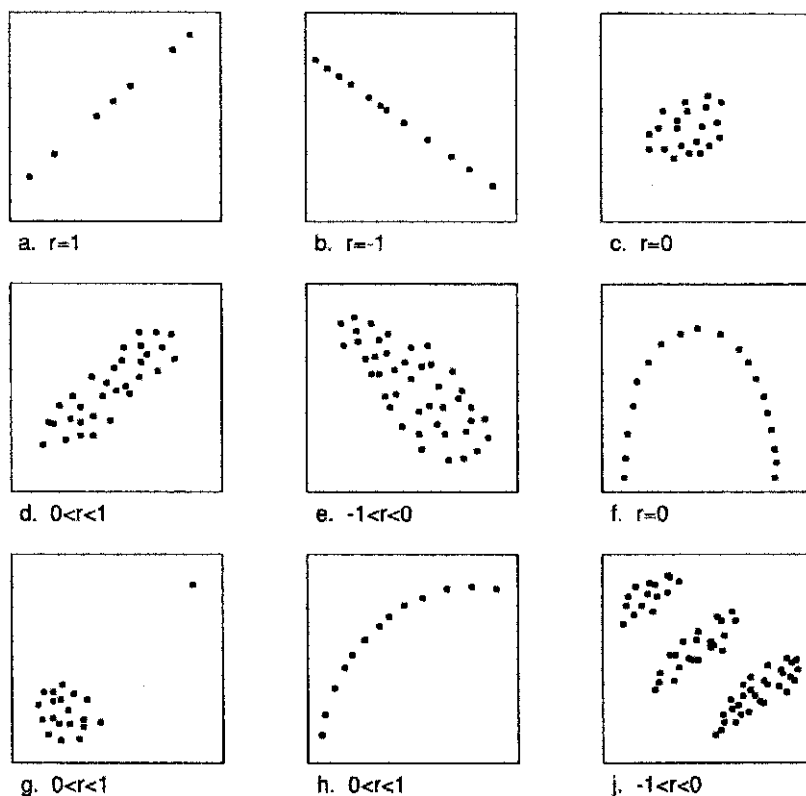 a. r=1
b. r=-1
c. r=0
d. 0<r<1
e. -1<r<0
f. r=0
g. 0<r<1
h. 0<r<1
j. -1<r<0